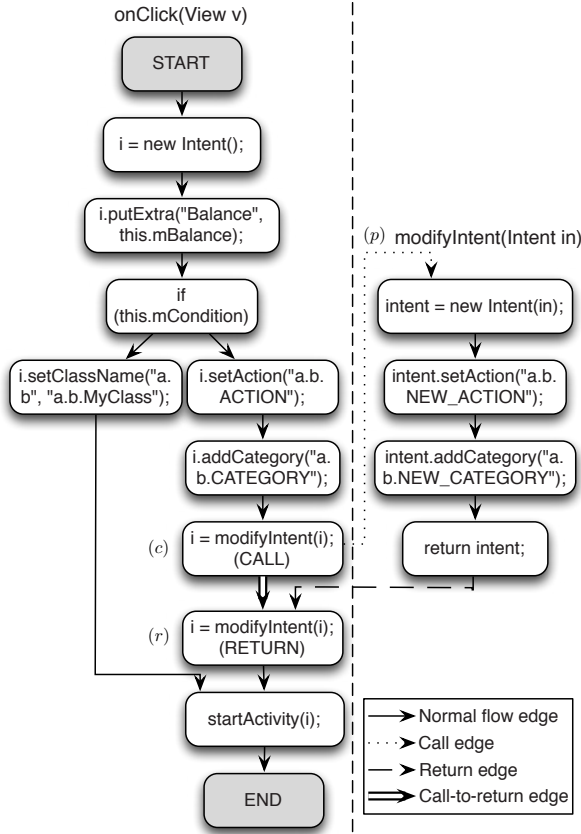 onClick(View v)
START
i = new Intent();
i.putExtra("Balance",
this.mBalance);
if
(this.mCondition)
i.setClassName("a.
b", "a.b.MyClass");
i.setAction("a.b.
ACTION");
i.addCategory("a.
b.CATEGORY");
(c)
i = modifyIntent(i);
(CALL)
(r)
i = modifyIntent(i);
(RETURN)
startActivity(i);
END
(p) modifyIntent(Intent in)
intent = new Intent(in);
intent.setAction("a.b.
NEW_ACTION");
intent.addCategory("a.
b.NEW_CATEGORY");
return intent;
Normal flow edge
Call edge
Return edge
Call-to-return edge